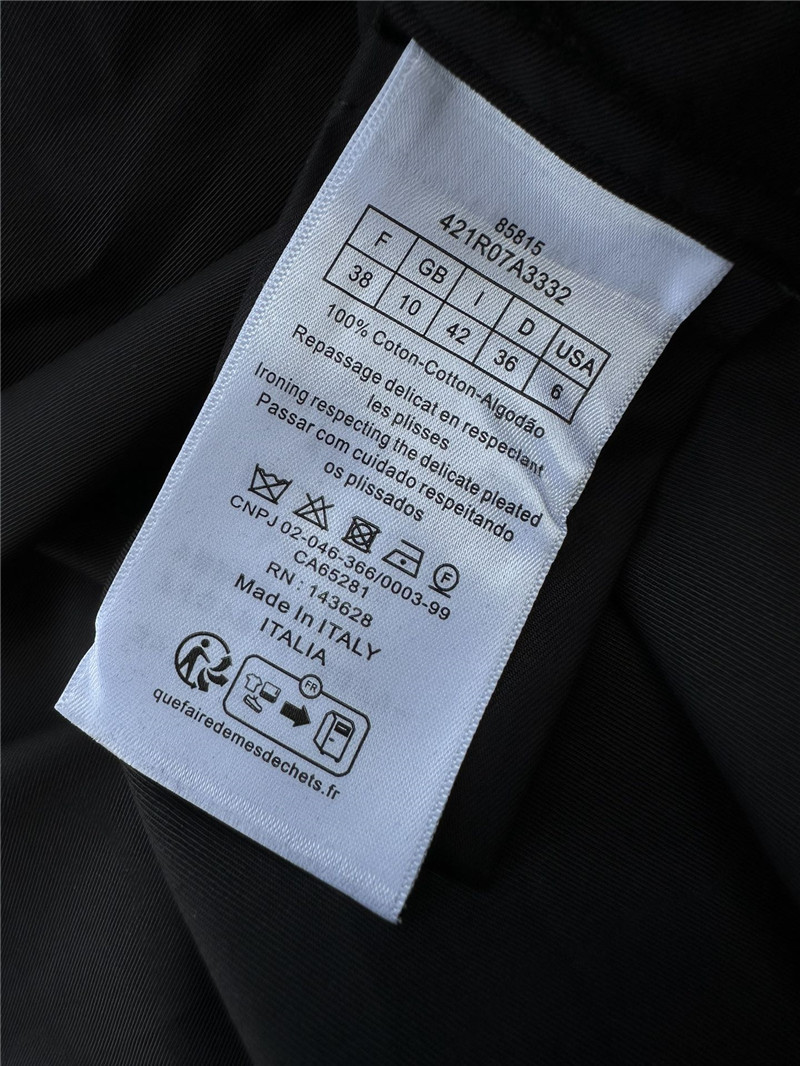 85815
421R07A3332
F GB I D USA
38 10 42 36 6
100% Coton-Cotton-Algodão
Repassage delicat en respeciant
les plisses
Ironing respecting the delicate pleated
Passar com cuidado respeitando
os plissados
F
CNPJ 02-046-366/0003-99
CA65281
RN : 143628
Made In ITALY
ITALIA
FR
quefairedemesdechets.fr